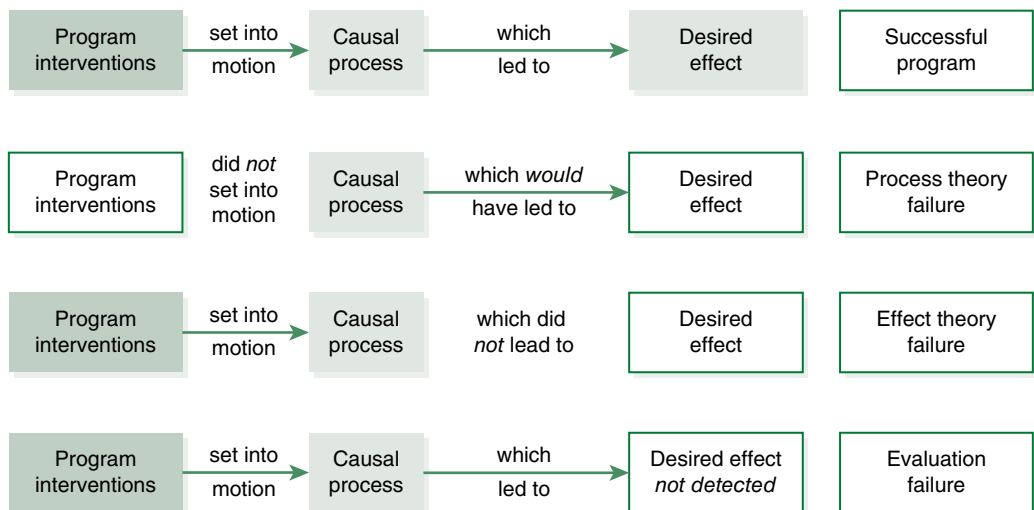 Program
interventions
set into
motion
Causal
process
which
led to
Desired
effect
Successful
program
Program
interventions
did not
set into
motion
Causal
process
which would
have led to
Desired
effect
Process theory
failure
Program
interventions
set into
motion
Causal
process
which did
not lead to
Desired
effect
Effect theory
failure
Program
interventions
set into
motion
Causal
process
which
led to
Desired effect
not detected
Evaluation
failure